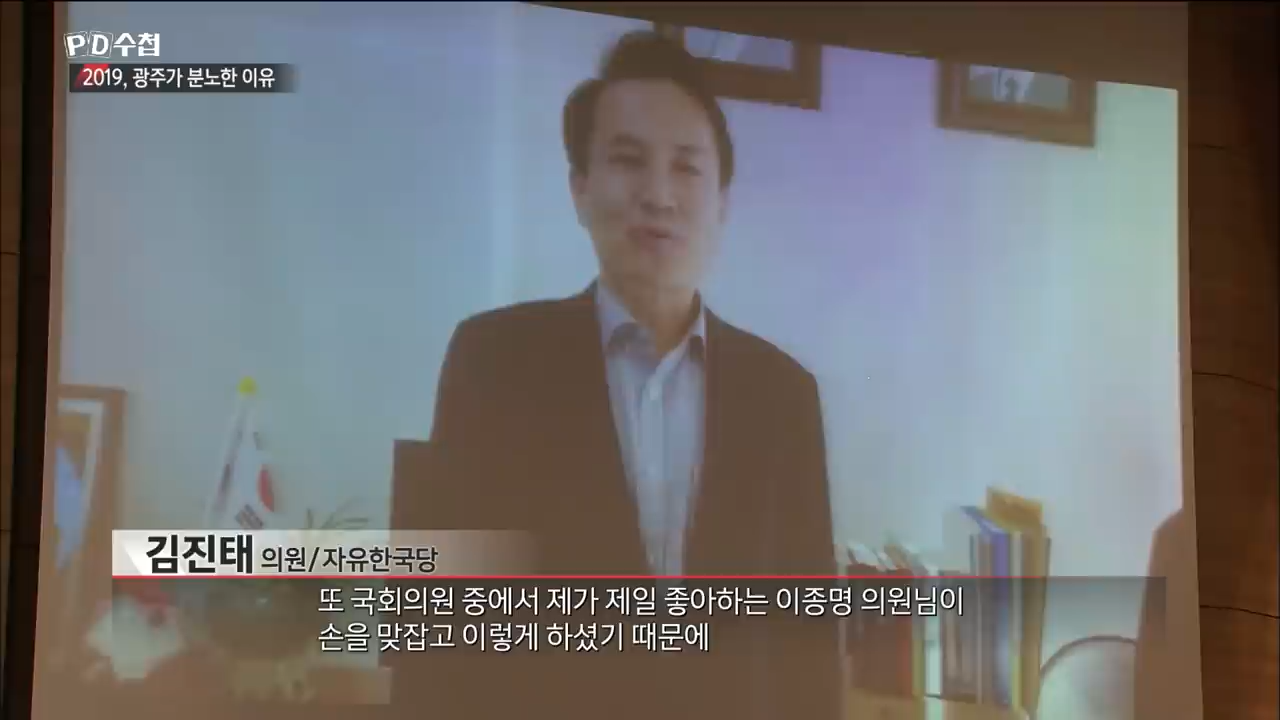 PD수첩
2019, 광주가 분노한 이유
김진태 의원/자유한국당
또 국회의원 중에서 제가 제일 좋아하는 이종명 의원님이
손을 맞잡고 이렇게 하셨기 때문에